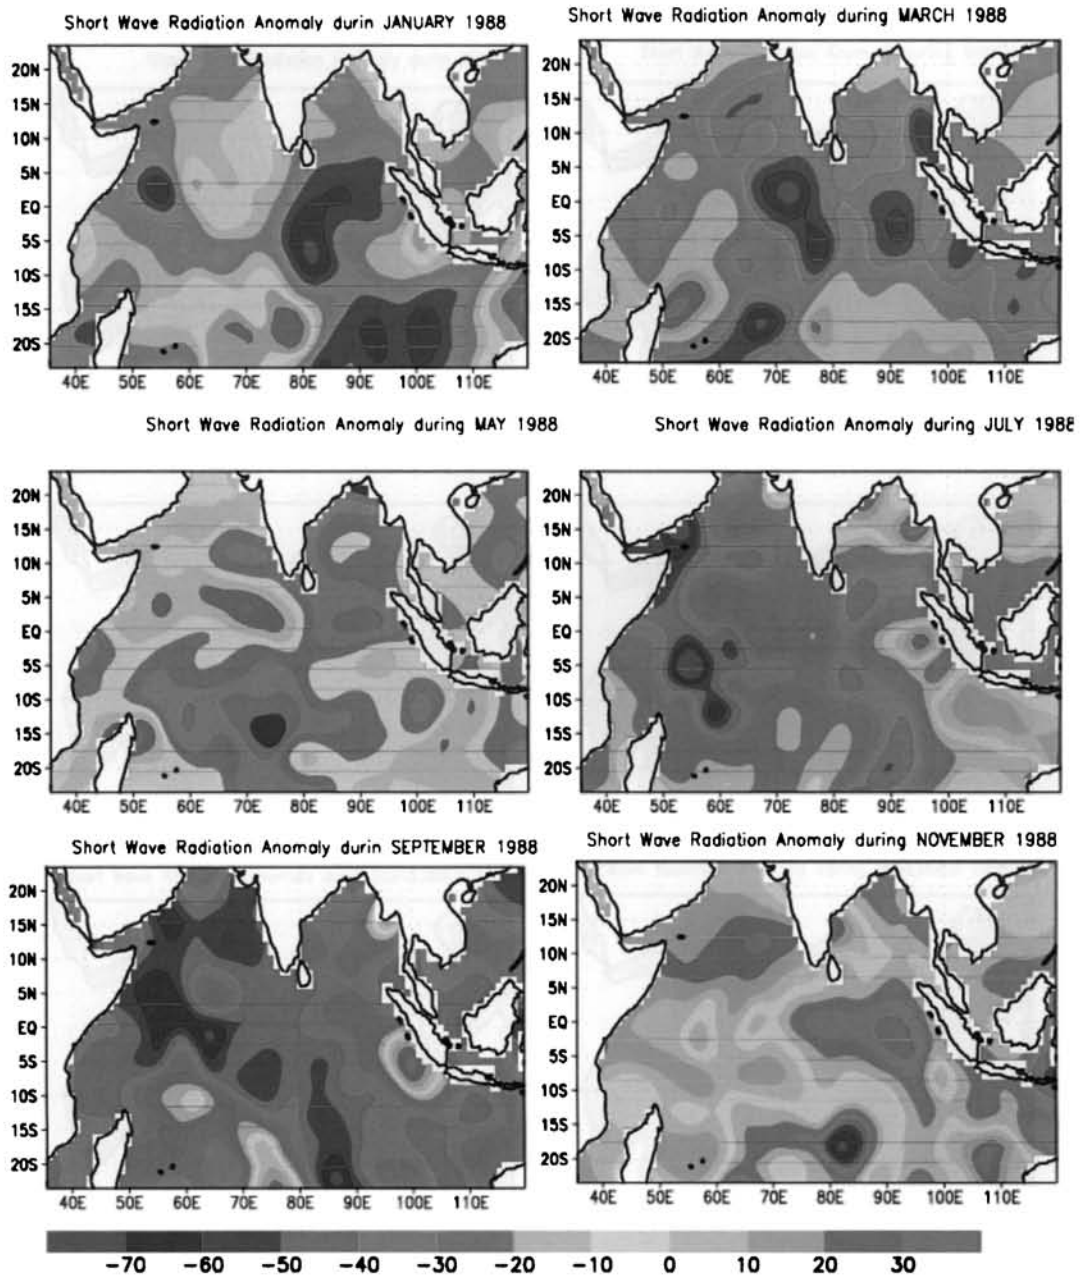 Short Wave Radiation Anomaly durin JANUARY 1988
Short Wave Radiation Anomaly during MARCH 1988
20N
15N
10N
5N
EQ
5S
10S
15S
20S
40E 50E 60E 70E 80E 90E 100E 110E
20N
15N
10N
5N
EQ
5S
10S
15S
20S
40E 50E 60E 70E 80E 90E 100E 110E
Short Wave Radiation Anomaly during MAY 1988
Short Wave Radiation Anomaly during JULY 1988
20N
15N
10N
5N
EQ
5S
10S
15S
20S
40E 50E 60E 70E 80E 90E 100E 110E
20N
15N
10N
5N
EQ
5S
10S
15S
20S
40E 50E 60E 70E 80E 90E 100E 110E
Short Wave Radiation Anomaly durin SEPTEMBER 1988
Short Wave Radiation Anomaly during NOVEMBER 1988
20N
15N
10N
5N
EQ
5S
10S
15S
20S
40E 50E 60E 70E 80E 90E 100E 110E
20N
15N
10N
5N
EQ
5S
10S
15S
20S
40E 50E 60E 70E 80E 90E 100E 110E
-70 -60 -50 -40 -30 -20 -10 0 10 20 30